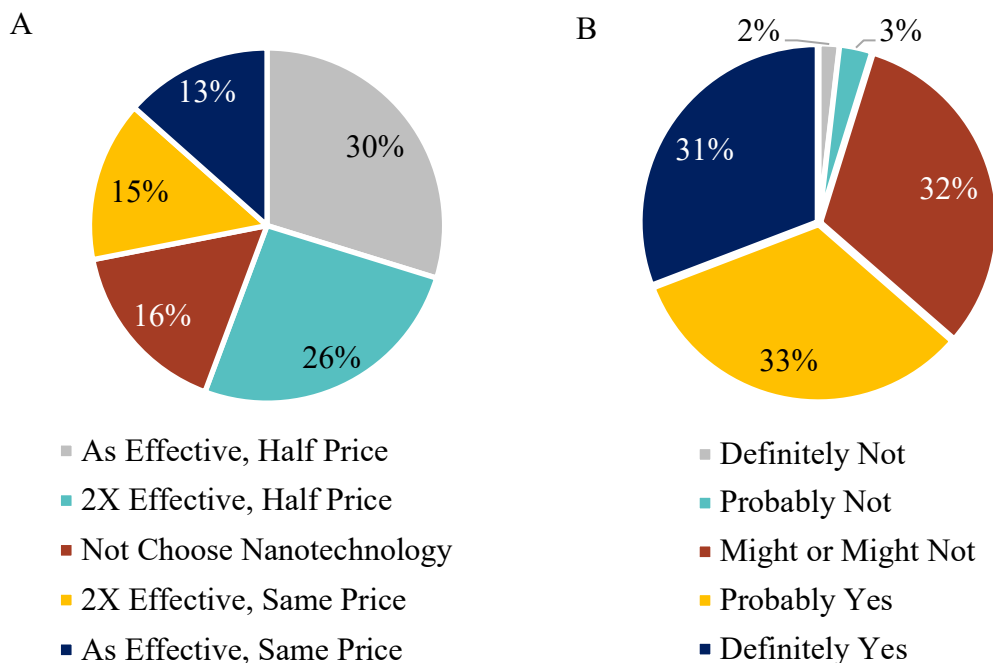 A
13%
30%
15%
16%
26%
As Effective, Half Price
2X Effective, Half Price
Not Choose Nanotechnology
2X Effective, Same Price
As Effective, Same Price
B
2%
3%
31%
32%
33%
Definitely Not
Probably Not
Might or Might Not
Probably Yes
Definitely Yes